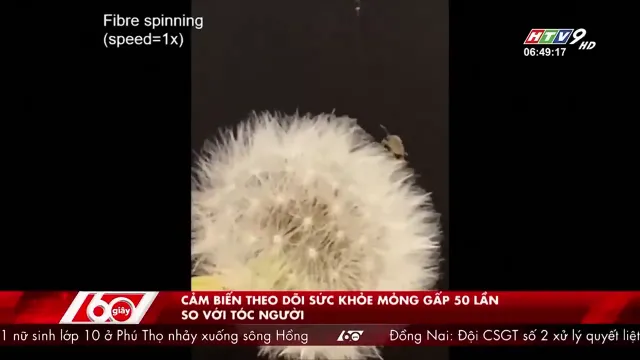 Fibre spinning
(speed=1x)
HTV9 HD
06:49:17
60 giây
CẢM BIẾN THEO DÕI SỨC KHỎE MỎNG GẤP 50 LẦN
SO VỚI TÓC NGƯỜI
1 nữ sinh lớp 10 ở Phú Thọ nhảy xuống sông Hồng 60 Đồng Nai: Đội CSGT số 2 xử lý quyết liệt